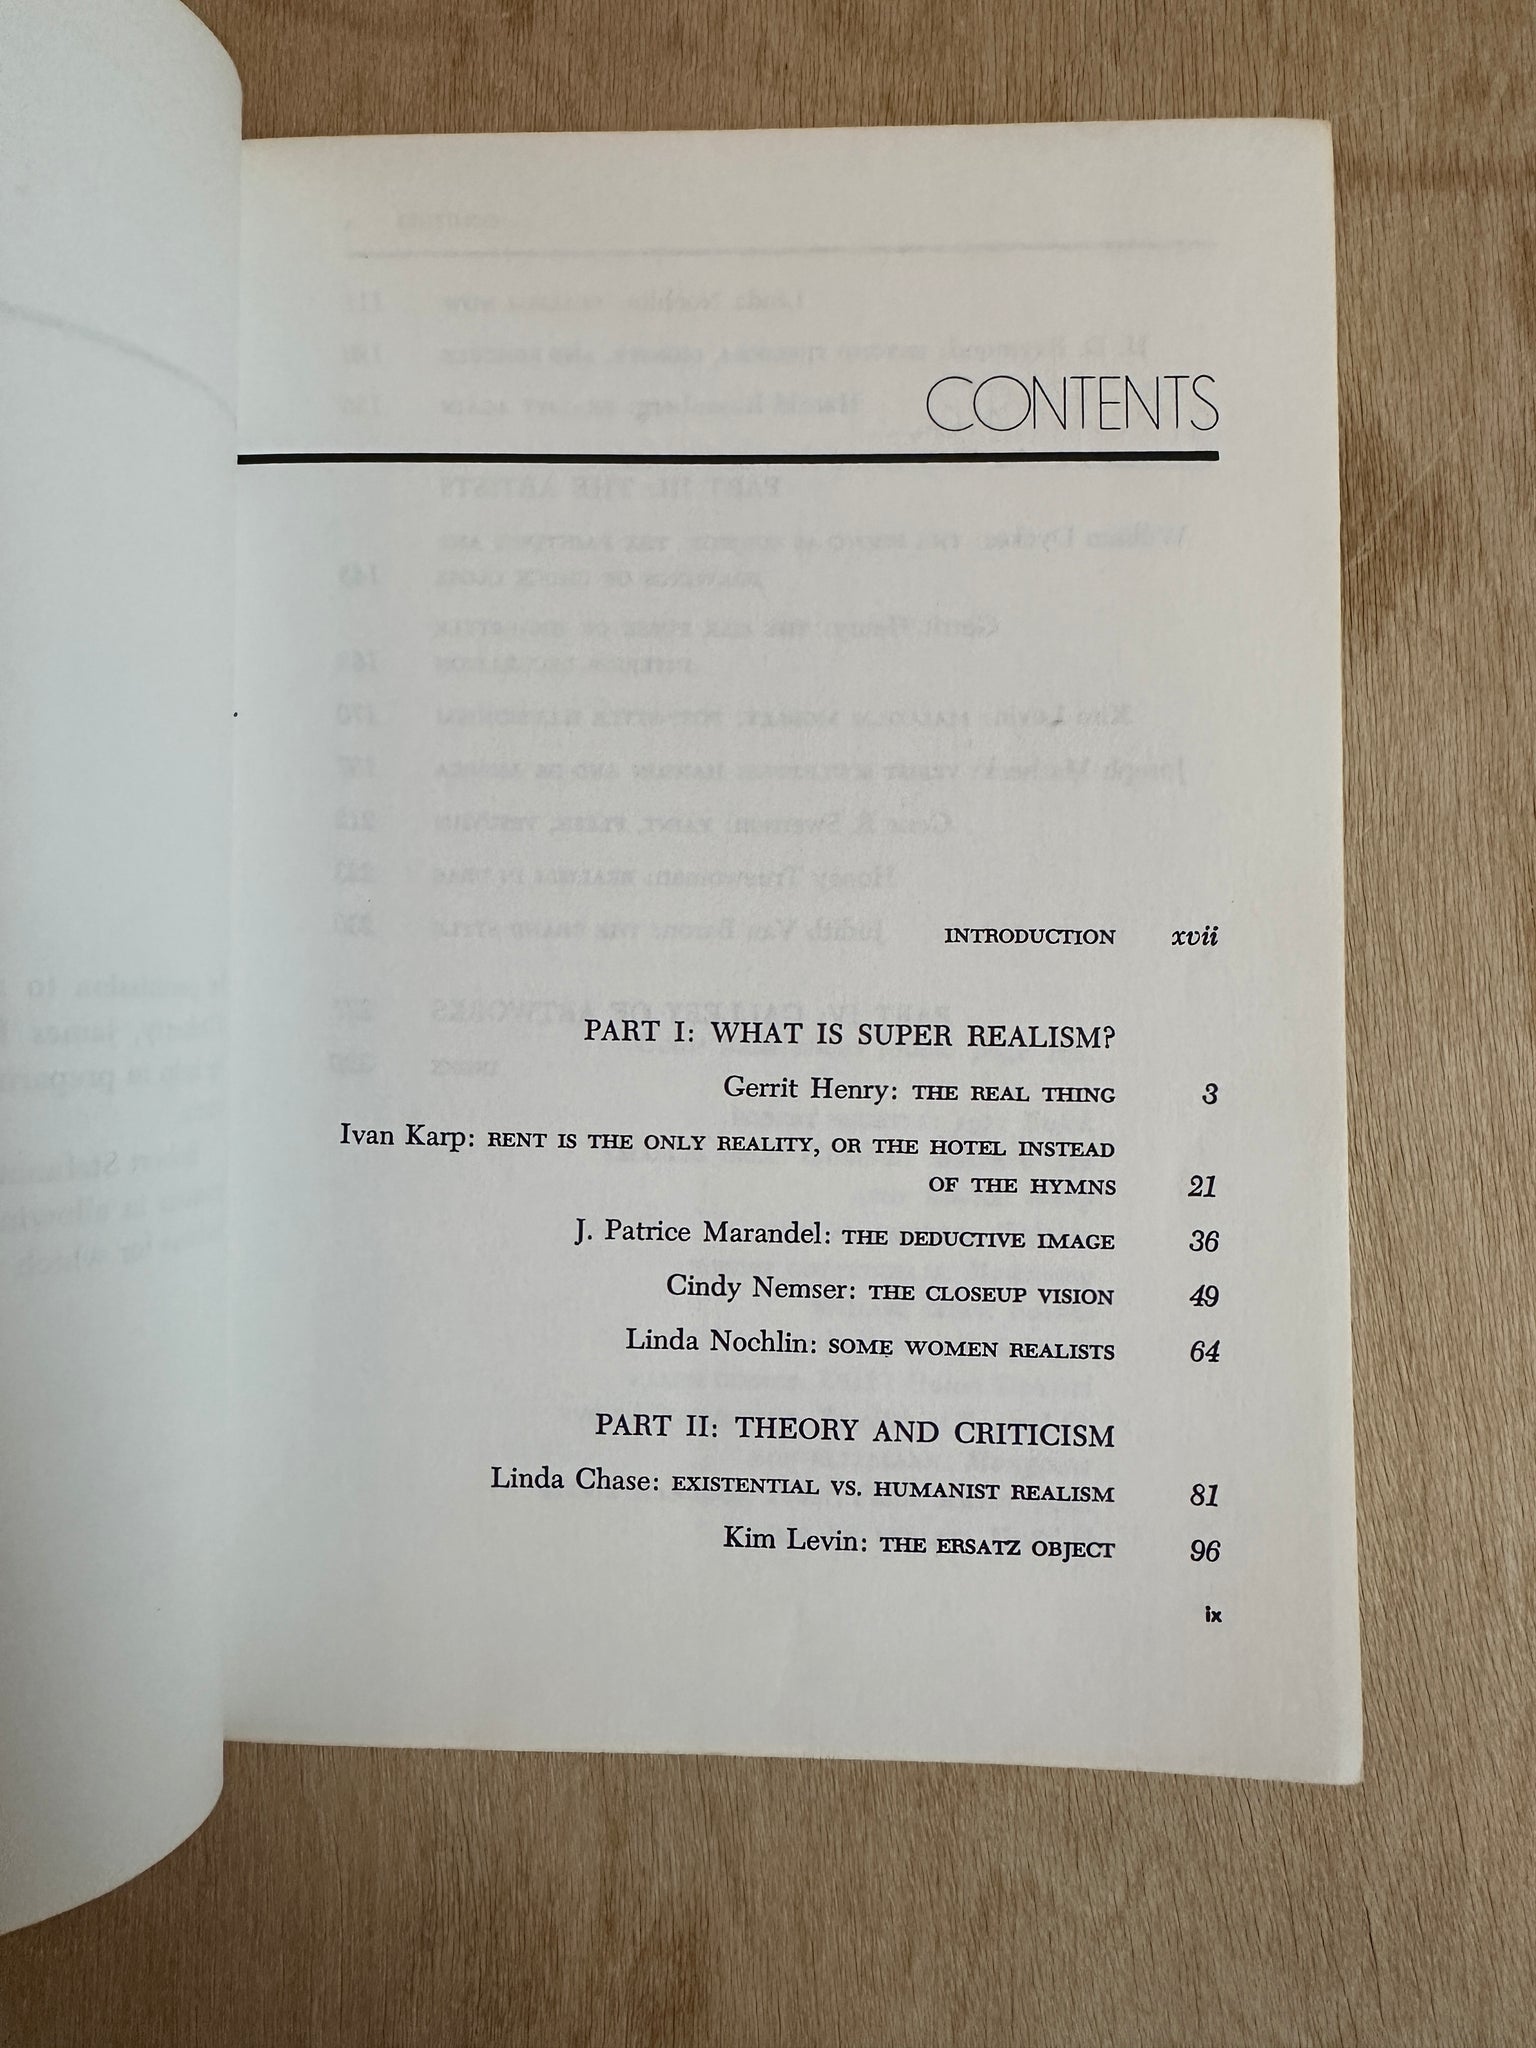 CONTENTS
INTRODUCTION xvii
PART I: WHAT IS SUPER REALISM?
Gerrit Henry: THE REAL THING 3
Ivan Karp: RENT IS THE ONLY REALITY, OR THE HOTEL INSTEAD
OF THE HYMNS 21
J. Patrice Marandel: THE DEDUCTIVE IMAGE 36
Cindy Nemser: THE CLOSEUP VISION 49
Linda Nochlin: SOME WOMEN REALISTS 64
PART II: THEORY AND CRITICISM
Linda Chase: EXISTENTIAL VS. HUMANIST REALISM 81
Kim Levin: THE ERSATZ OBJECT 96
ix